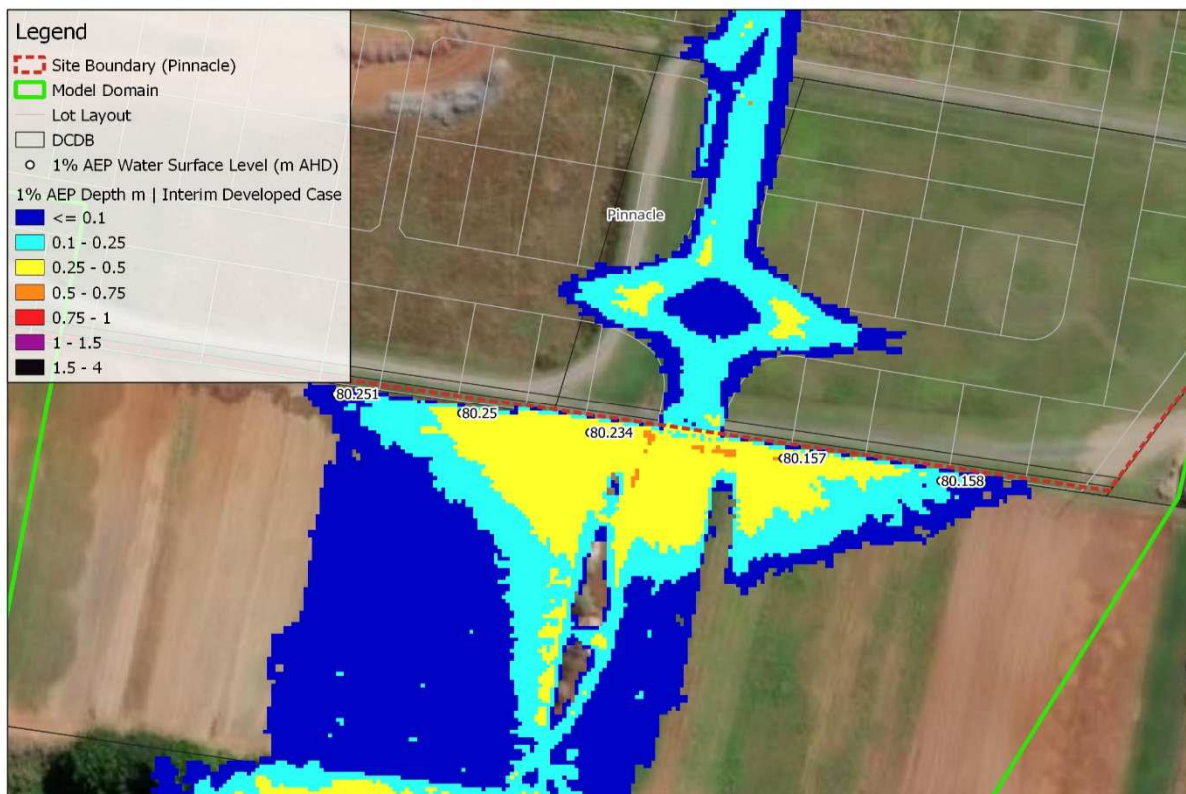 Legend
Site Boundary (Pinnacle)
Model Domain
Lot Layout
DCDB
1% AEP Water Surface Level (m AHD)
1% AEP Depth m | Interim Developed Case
<= 0.1
0.1 - 0.25
0.25 - 0.5
0.5 - 0.75
0.75 - 1
1 - 1.5
1.5 - 4
Pinnacle
80.251
80.25
80.234
80.157
80.158